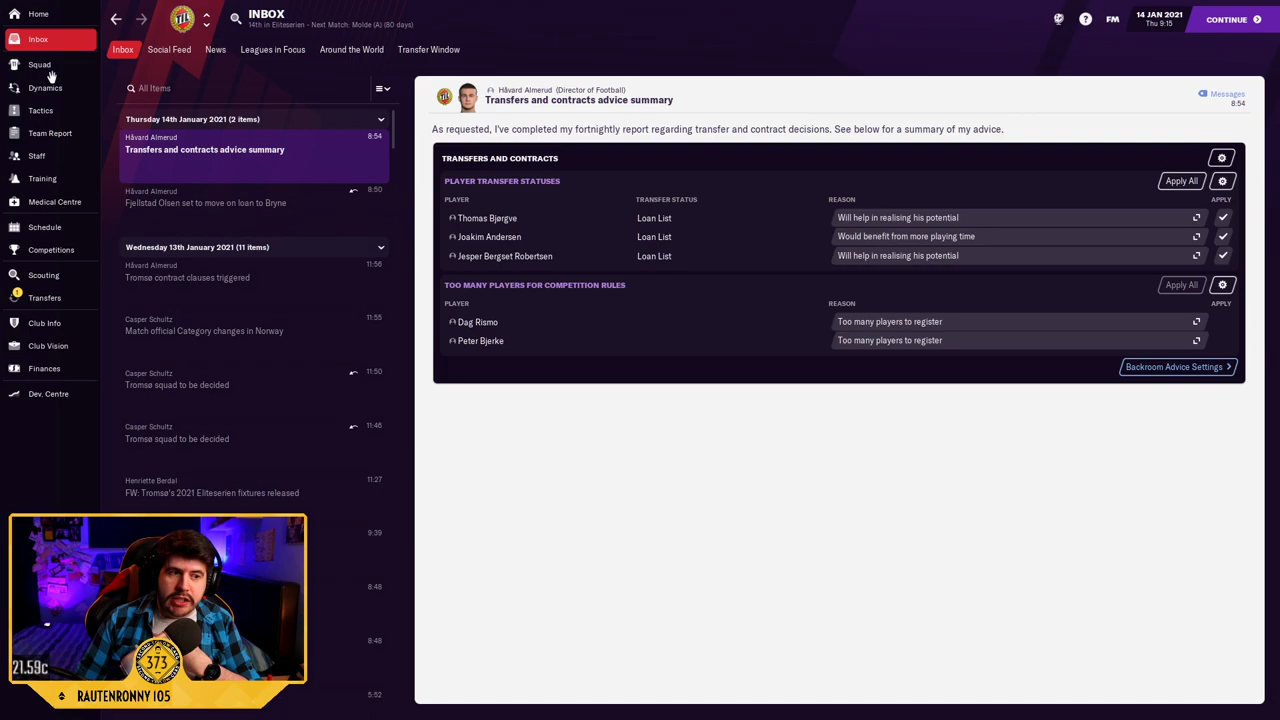 Home
INBOX
14th in Eliteserien - Next Match: Molde (A) (80 days)
FM
14 JAN 2021
Thu 9:15
CONTINUE
Inbox
Squad
Dynamics
Tactics
Team Report
Staff
Training
Medical Centre
Schedule
Competitions
Scouting
1
Transfers
Club Info
Club Vision
Finances
Dev. Centre
Inbox Social Feed News Leagues in Focus Around the World Transfer Window
All Items
Thursday 14th January 2021 (2 items)
Håvard Almerud 8:54
Transfers and contracts advice summary
Håvard Almerud 8:50
Fjellstad Olsen set to move on loan to Bryne
Wednesday 13th January 2021 (11 items)
Håvard Almerud 11:56
Tromsø contract clauses triggered
Casper Schultz 11:55
Match official Category changes in Norway
Casper Schultz 11:50
Tromsø squad to be decided
Casper Schultz 11:46
Tromsø squad to be decided
Henriette Berdal 11:27
FW: Tromsø's 2021 Eliteserien fixtures released
9:39
8:48
8:48
5:52
Håvard Almerud (Director of Football)
Transfers and contracts advice summary
Messages
8:54
As requested, I've completed my fortnightly report regarding transfer and contract decisions. See below for a summary of my advice.
TRANSFERS AND CONTRACTS
PLAYER TRANSFER STATUSES Apply All
PLAYER TRANSFER STATUS REASON APPLY
Thomas Bjørgve Loan List Will help in realising his potential
Joakim Andersen Loan List Would benefit from more playing time
Jesper Bergset Robertsen Loan List Will help in realising his potential
TOO MANY PLAYERS FOR COMPETITION RULES Apply All
PLAYER REASON APPLY
Dag Rismo Too many players to register
Peter Bjerke Too many players to register
Backroom Advice Settings
21.59c
373
RAUTENRONNY 105